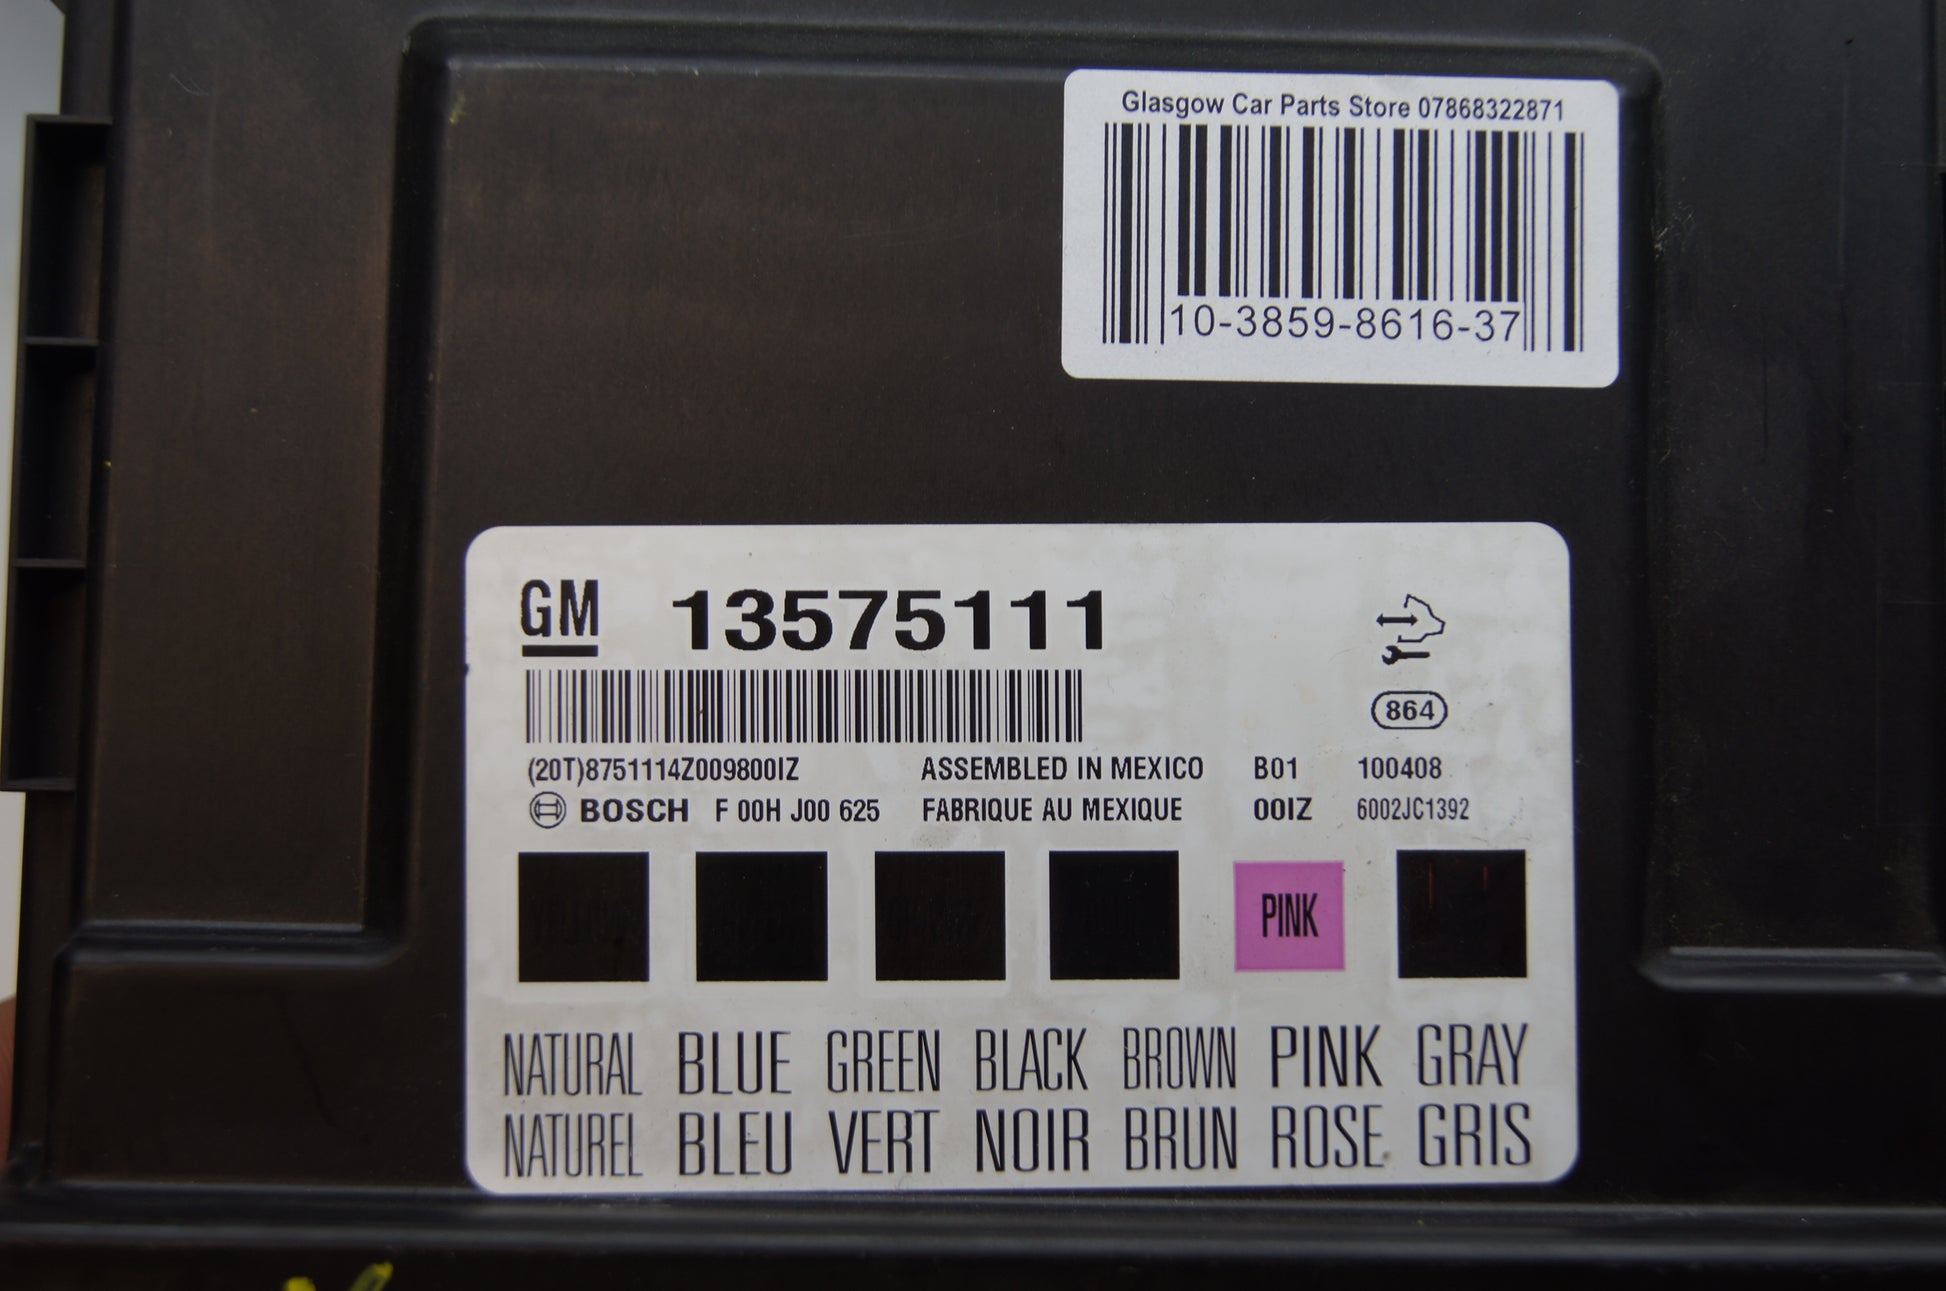 Glasgow Car Parts Store 07868322871
10-3859-8616-37
GM 13575111
864
(20T)8751114Z009800IZ ASSEMBLED IN MEXICO B01 100408
BOSCH F 00H J00 625 FABRIQUE AU MEXIQUE 00IZ 6002JC1392
PINK
NATURAL BLUE GREEN BLACK BROWN PINK GRAY
NATUREL BLEU VERT NOIR BRUN ROSE GRIS